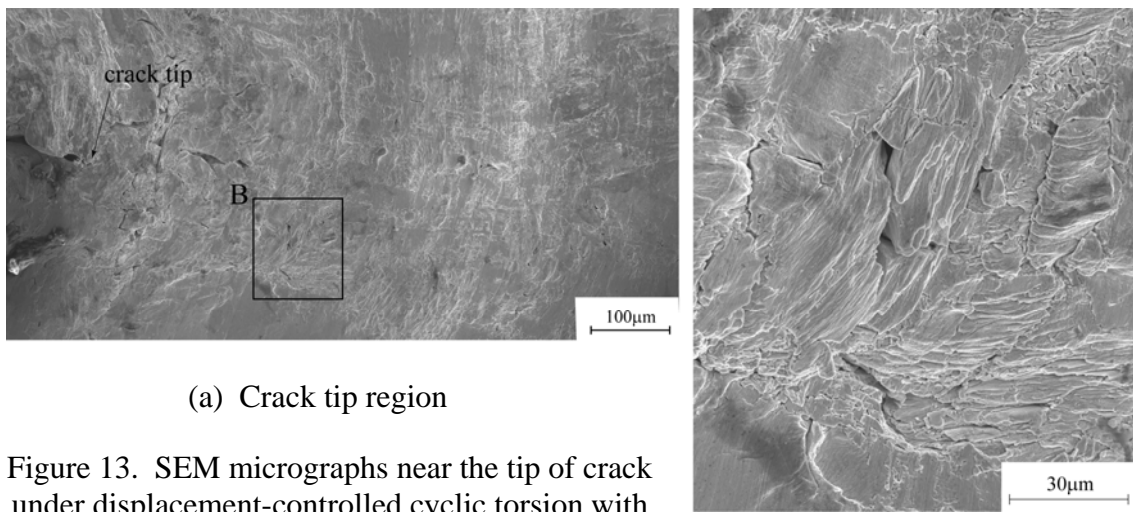 crack tip
B
100μm
(a) Crack tip region
Figure 13. SEM micrographs near the tip of crack
under displacement-controlled cyclic torsion with
30μm